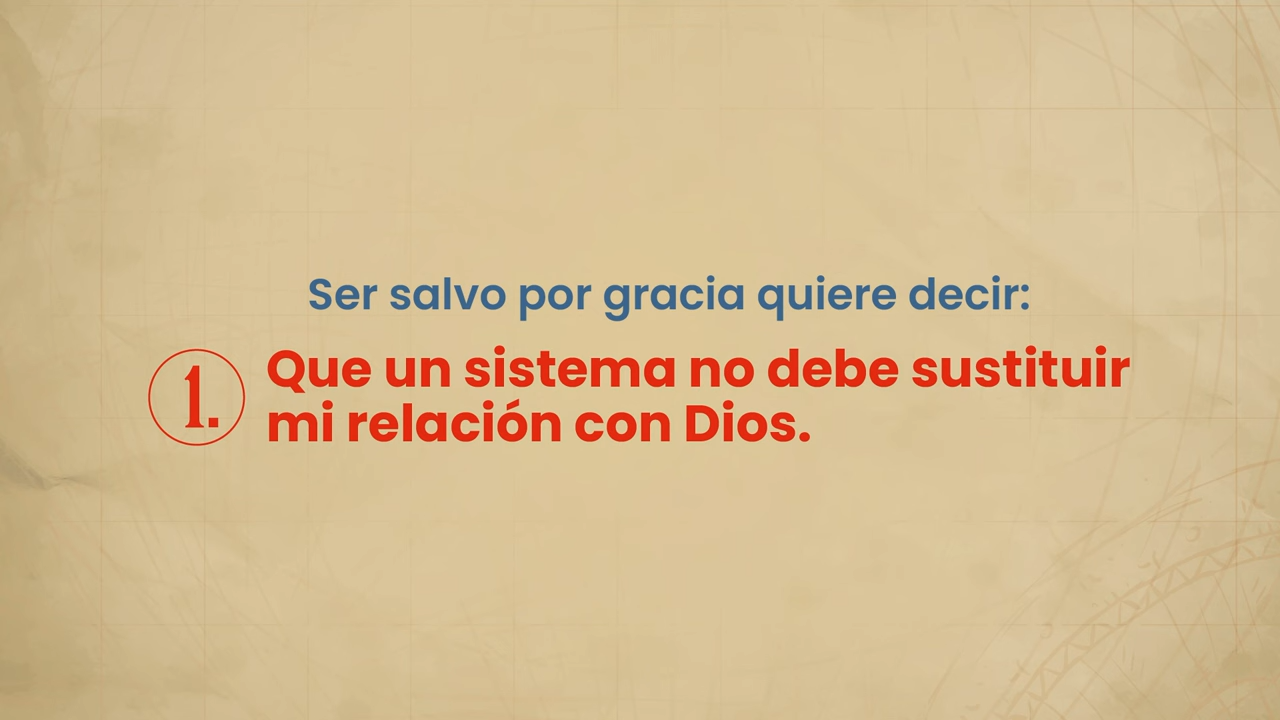 Ser salvo por gracia quiere decir:
1. Que un sistema no debe sustituir
mi relación con Dios.